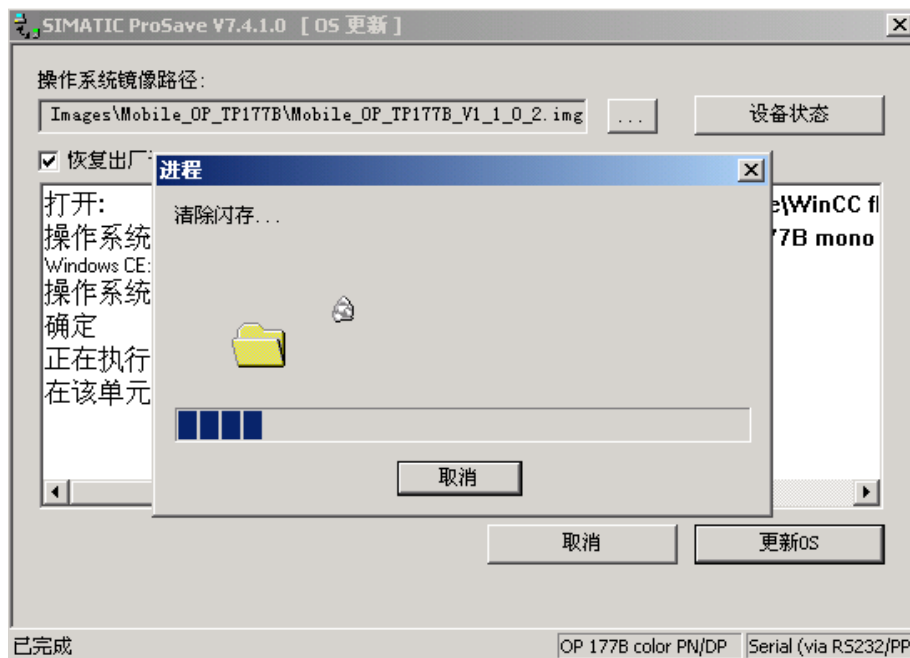 SIMATIC ProSave V7.4.1.0 [ OS 更新 ]
操作系统镜像路径:
Images\Mobile_OP_TP177B\Mobile_OP_TP177B_V1_1_0_2.img
...
设备状态
恢复出厂
进程
清除闪存...
打开:
e\WinCC fl
操作系统
77B mono
Windows CE:
操作系统
确定
正在执行
在该单元
取消
取消
更新OS
已完成
OP 177B color PN/DP
Serial (via RS232/PP